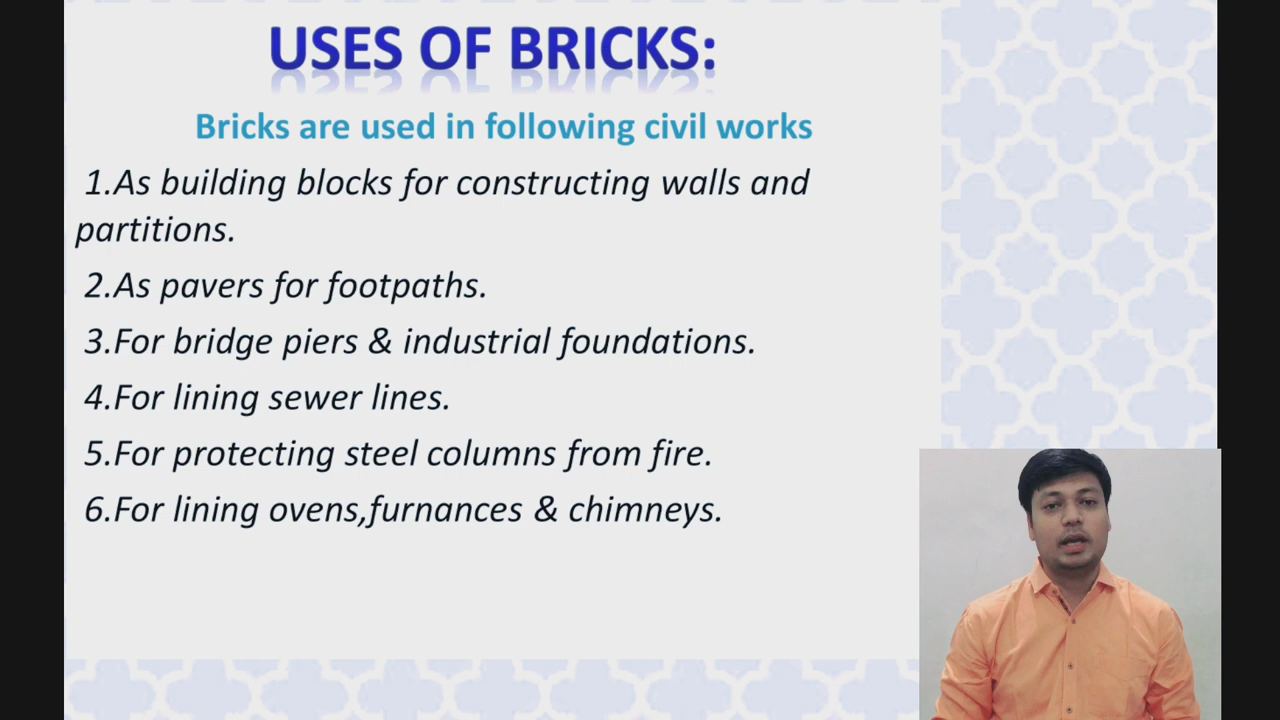 USES OF BRICKS:
Bricks are used in following civil works
1.As building blocks for constructing walls and
partitions.
2.As pavers for footpaths.
3.For bridge piers & industrial foundations.
4.For lining sewer lines.
5.For protecting steel columns from fire.
6.For lining ovens,furnances & chimneys.